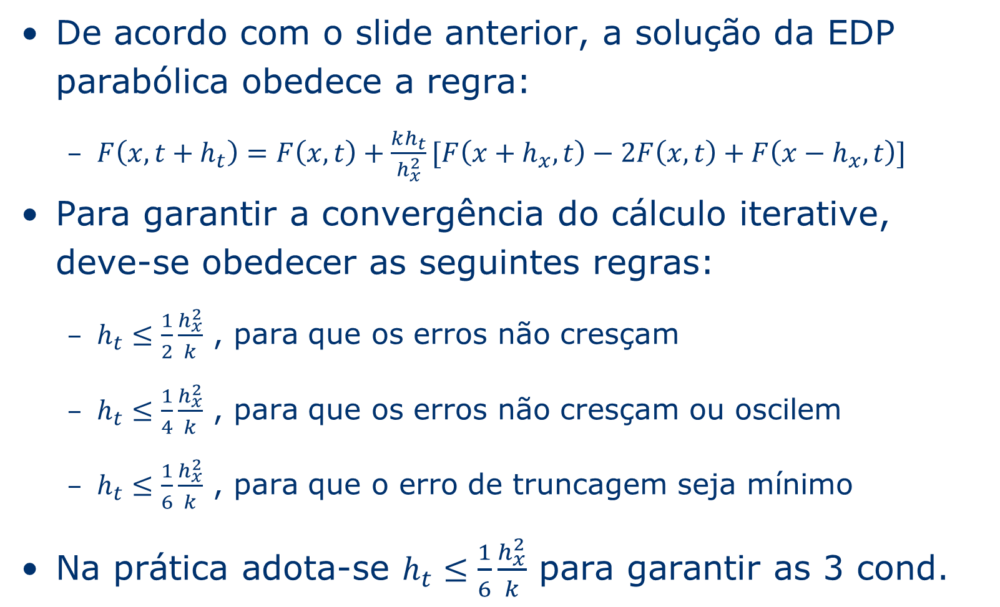 • De acordo com o slide anterior, a solução da EDP
parabólica obedece a regra:
– $F(x, t + h_t) = F(x, t) + \frac{kh_t}{h_x^2}[F(x + h_x, t) - 2F(x, t) + F(x - h_x, t)]$
• Para garantir a convergência do cálculo iterative,
deve-se obedecer as seguintes regras:
– $h_t \leq \frac{1}{2}\frac{h_x^2}{k}$ , para que os erros não cresçam
– $h_t \leq \frac{1}{4}\frac{h_x^2}{k}$ , para que os erros não cresçam ou oscilem
– $h_t \leq \frac{1}{6}\frac{h_x^2}{k}$ , para que o erro de truncagem seja mínimo
• Na prática adota-se $h_t \leq \frac{1}{6}\frac{h_x^2}{k}$ para garantir as 3 cond.